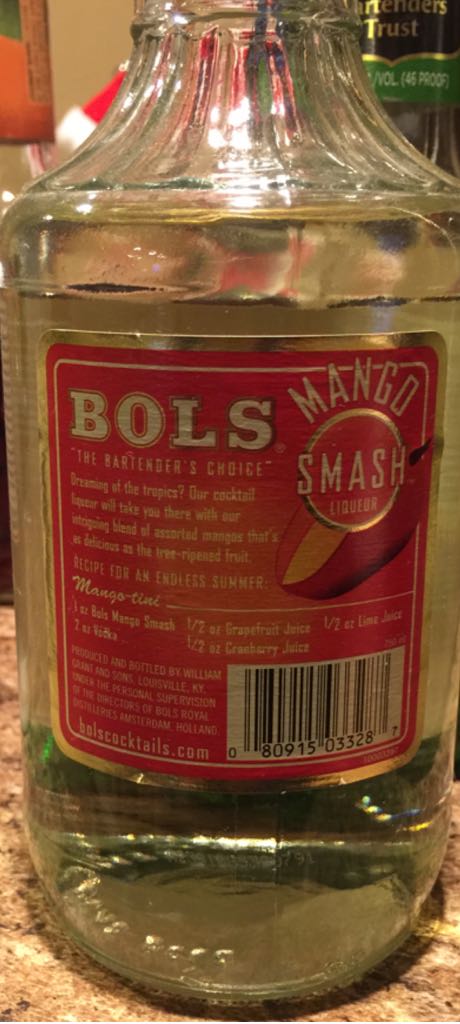 artenders
Trust
/VOL. (46 PROOF)
BOLS
"THE BARTENDER'S CHOICE"
MANGO
SMASH™
LIQUEUR
Dreaming of the tropics? Our cocktail
liqueur will take you there with our
intriguing blend of assorted mangos that's
as delicious as the tree-ripened fruit.
RECIPE FOR AN ENDLESS SUMMER:
Mango-tini
1 oz Bols Mango Smash 1/2 oz Grapefruit Juice 1/2 oz Lime Juice
2 oz Vodka 1/2 oz Cranberry Juice
750 ml
PRODUCED AND BOTTLED BY WILLIAM
GRANT AND SONS, LOUISVILLE, KY.
UNDER THE PERSONAL SUPERVISION
OF THE DIRECTORS OF BOLS ROYAL
DISTILLERIES AMSTERDAM, HOLLAND.
bolscocktails.com
0 80915 03328 7